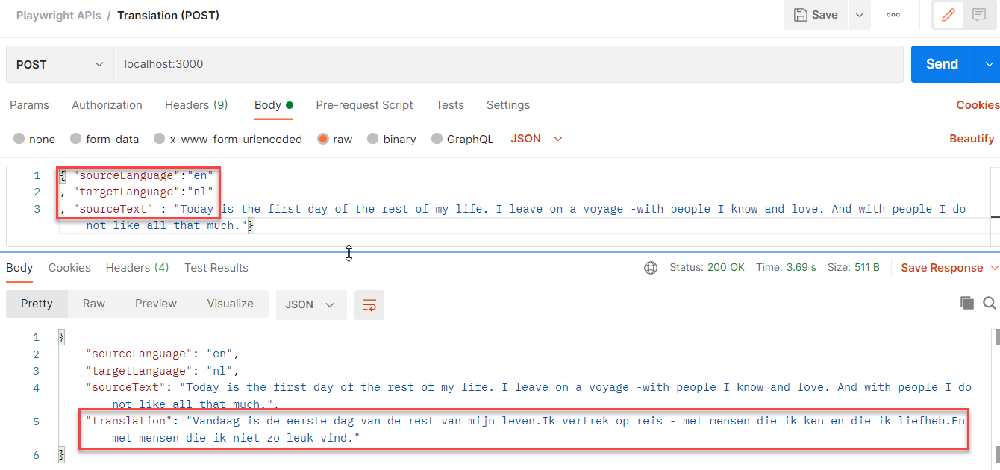 Playwright APIs / Translation (POST)
Save
POST
localhost:3000
Send
Params Authorization Headers (9) Body Pre-request Script Tests Settings Cookies
none form-data x-www-form-urlencoded raw binary GraphQL JSON Beautify
1 { "sourceLanguage":"en"
2 , "targetLanguage":"nl"
3 , "sourceText" : "Today is the first day of the rest of my life. I leave on a voyage -with people I know and love. And with people I do
not like all that much."}
Body Cookies Headers (4) Test Results Status: 200 OK Time: 3.69 s Size: 511 B Save Response
Pretty Raw Preview Visualize JSON
1 {
2 "sourceLanguage": "en",
3 "targetLanguage": "nl",
4 "sourceText": "Today is the first day of the rest of my life. I leave on a voyage -with people I know and love. And with people I do
not like all that much.",
5 "translation": "Vandaag is de eerste dag van de rest van mijn leven.Ik vertrek op reis - met mensen die ik ken en die ik liefheb.En
met mensen die ik niet zo leuk vind."
6 }